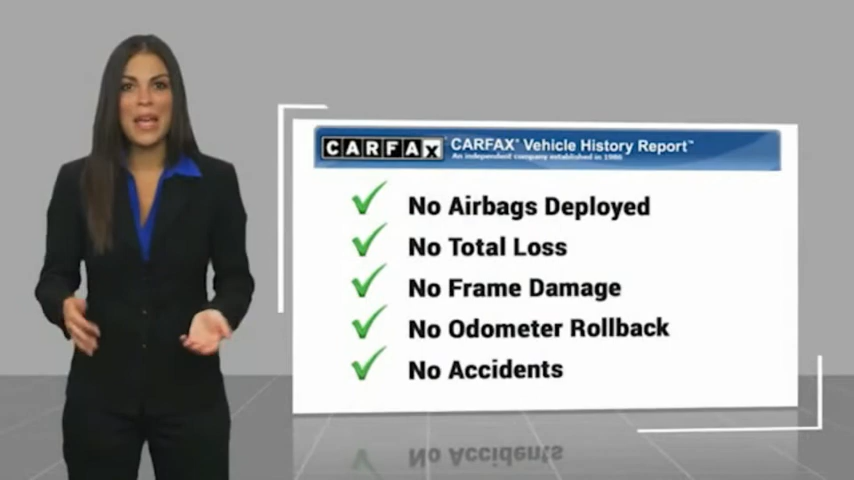 CARFAX CARFAX® Vehicle History Report™
An independent company established in 1986
No Airbags Deployed
No Total Loss
No Frame Damage
No Odometer Rollback
No Accidents
No Accidents